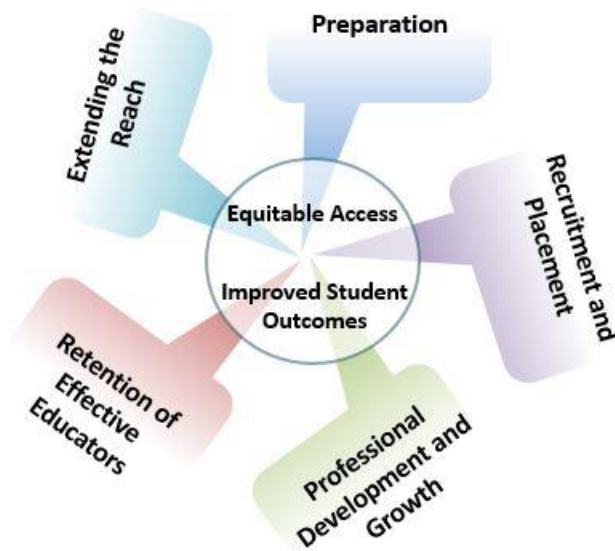 Preparation
Recruitment and
Placement
Professional
Development and
Growth
Retention of
Effective
Educators
Extending the
Reach
Equitable Access
Improved Student
Outcomes